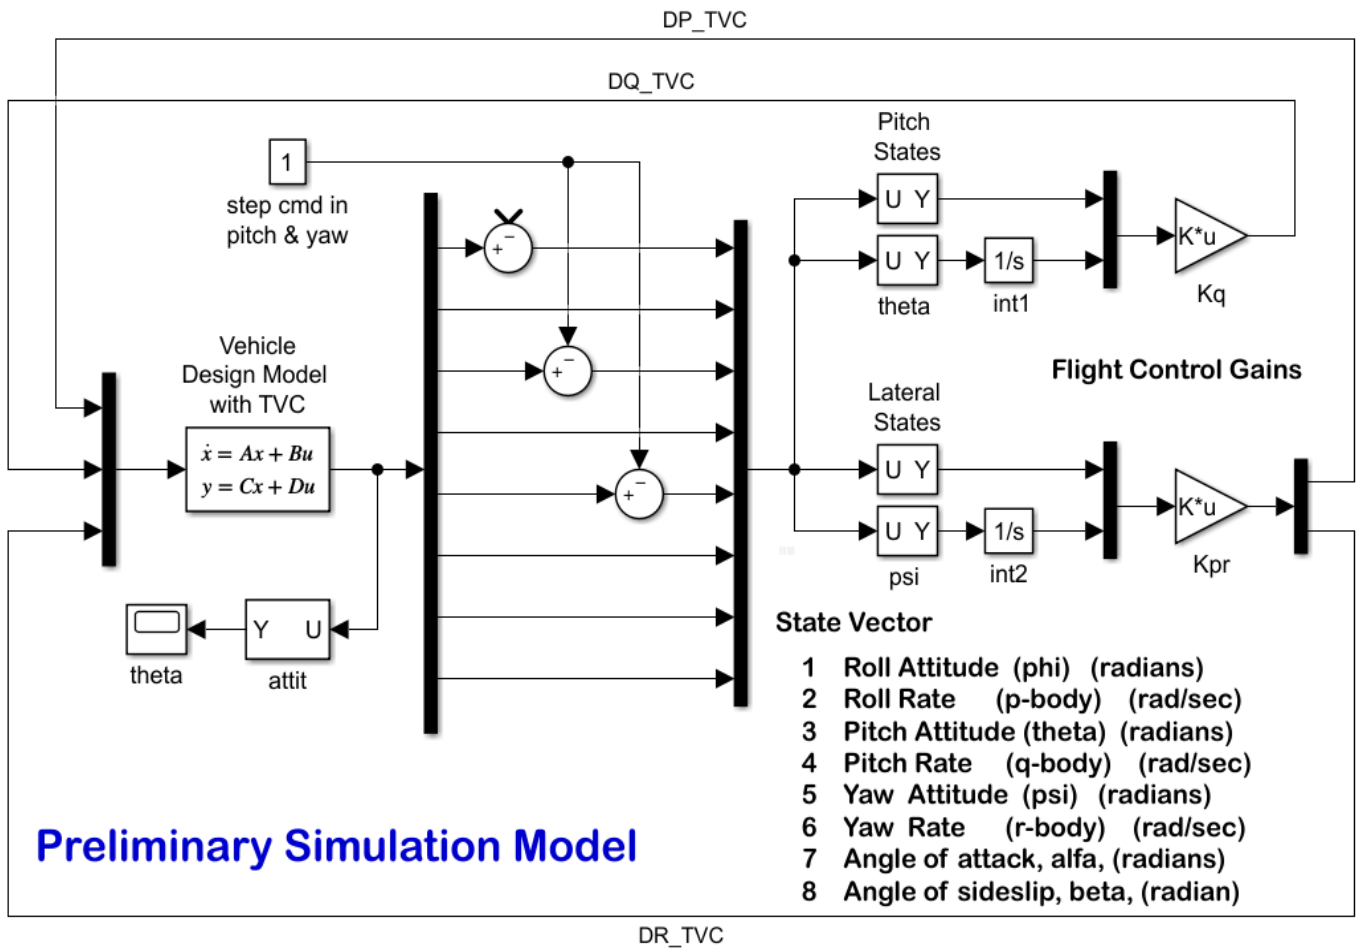 DP_TVC
DQ_TVC
Pitch
States
1
step cmd in
pitch & yaw
U Y
+ −
K*u
U Y
1/s
theta
int1
Kq
Vehicle
Design Model
with TVC
+ −
Flight Control Gains
Lateral
States
ẋ = Ax + Bu
y = Cx + Du
U Y
+ −
K*u
U Y
1/s
psi
int2
Kpr
Y U
theta
attit
State Vector
1 Roll Attitude (phi) (radians)
2 Roll Rate (p-body) (rad/sec)
3 Pitch Attitude (theta) (radians)
4 Pitch Rate (q-body) (rad/sec)
5 Yaw Attitude (psi) (radians)
6 Yaw Rate (r-body) (rad/sec)
7 Angle of attack, alfa, (radians)
8 Angle of sideslip, beta, (radian)
Preliminary Simulation Model
DR_TVC